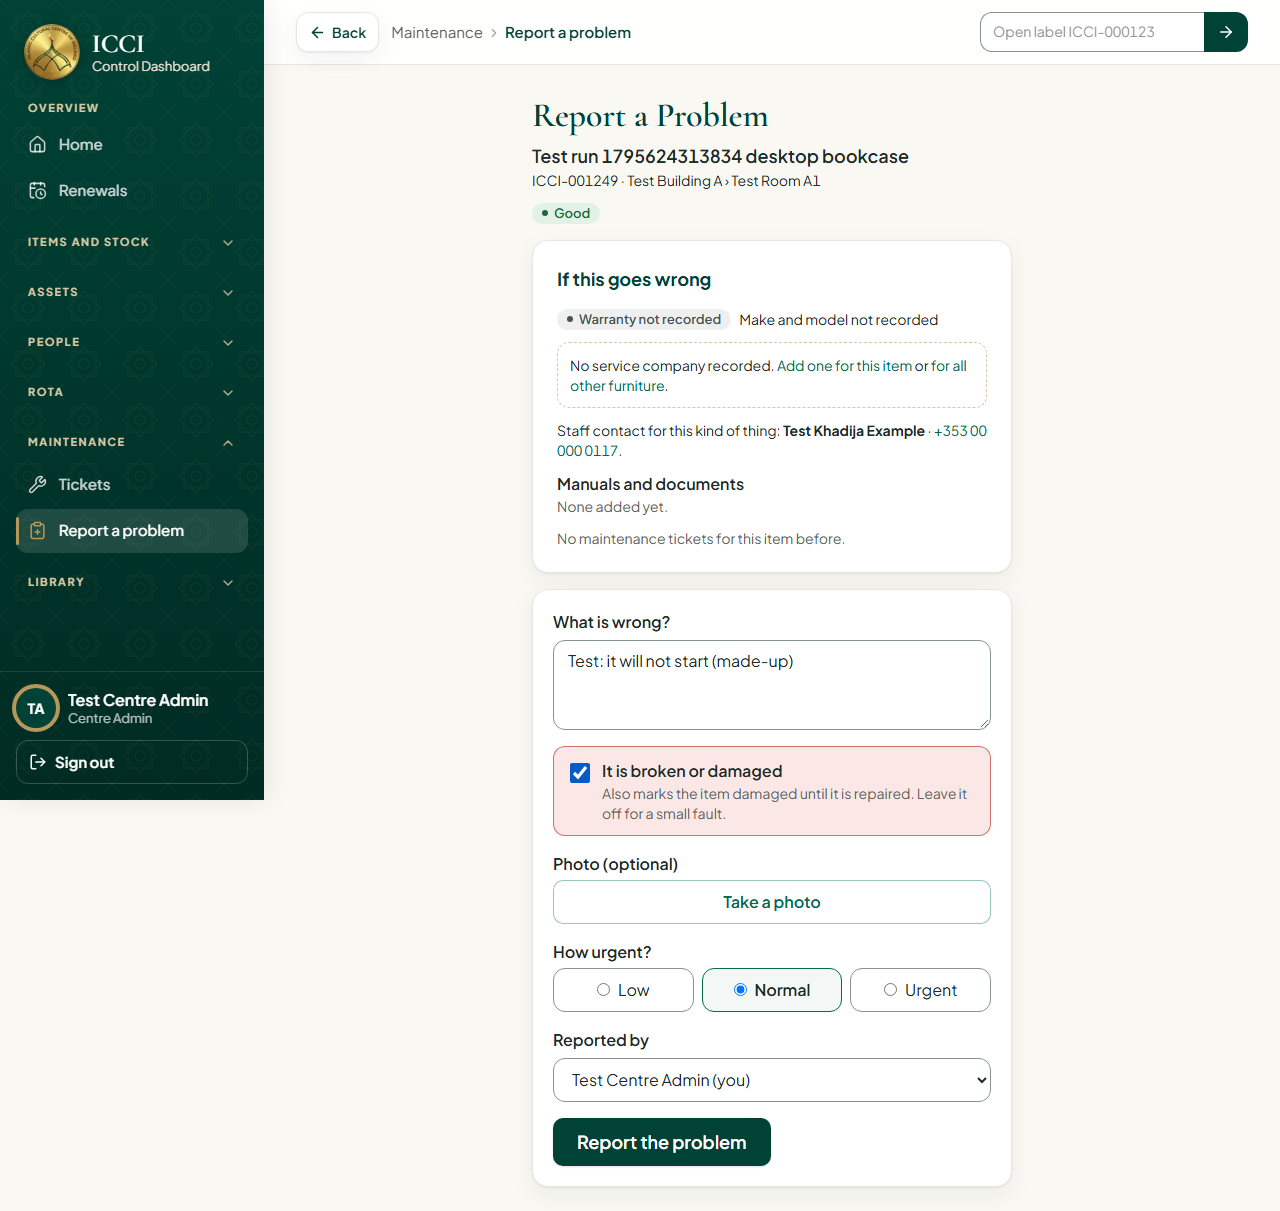 ICCI
Control Dashboard
OVERVIEW
Home
Renewals
ITEMS AND STOCK
ASSETS
PEOPLE
ROTA
MAINTENANCE
Tickets
Report a problem
LIBRARY
TA
Test Centre Admin
Centre Admin
Sign out
Back
Maintenance › Report a problem
Open label ICCI-000123
Report a Problem
Test run 1795624313834 desktop bookcase
ICCI-001249 · Test Building A › Test Room A1
Good
If this goes wrong
Warranty not recorded
Make and model not recorded
No service company recorded. Add one for this item or for all
other furniture.
Staff contact for this kind of thing: Test Khadija Example · +353 00
000 0117.
Manuals and documents
None added yet.
No maintenance tickets for this item before.
What is wrong?
Test: it will not start (made-up)
It is broken or damaged
Also marks the item damaged until it is repaired. Leave it
off for a small fault.
Photo (optional)
Take a photo
How urgent?
Low
Normal
Urgent
Reported by
Test Centre Admin (you)
Report the problem